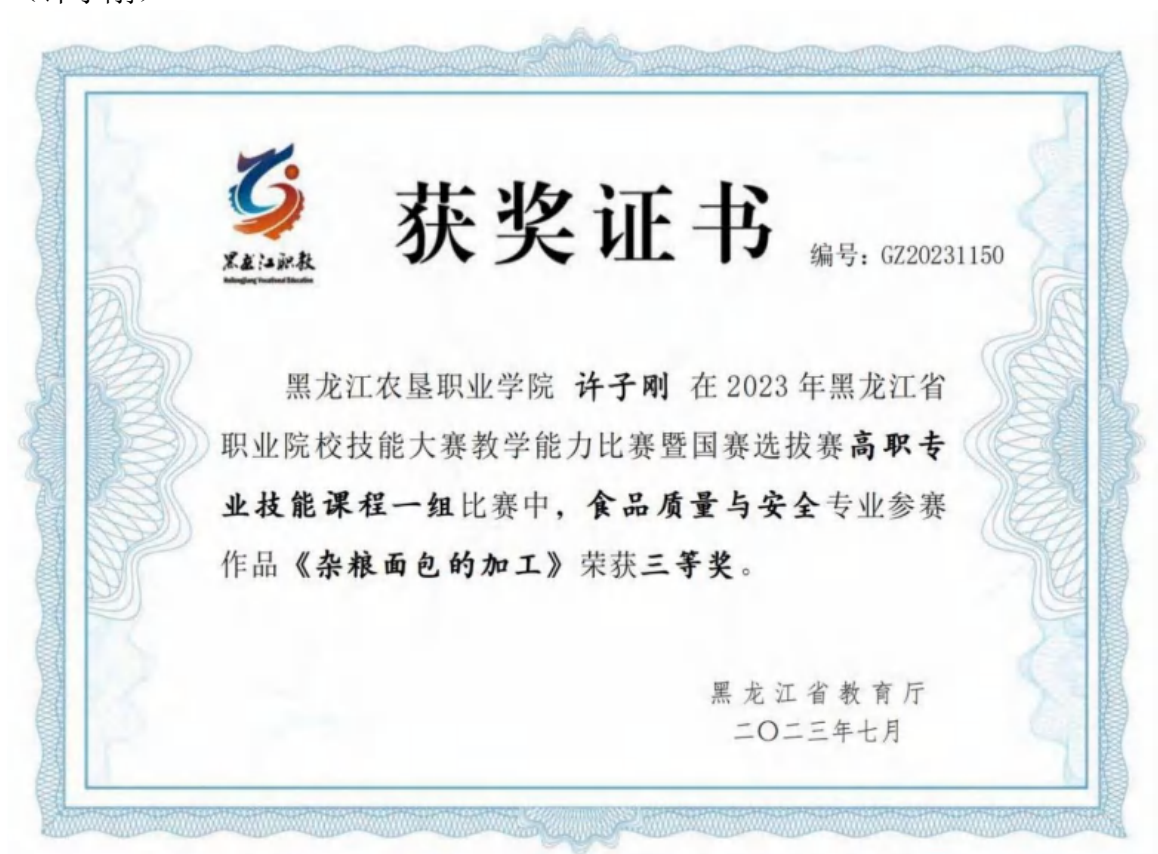 获奖证书
编号：GZ20231150
黑龙江职教
Heilongjiang Vocational Education
黑龙江农垦职业学院 许子刚 在 2023 年黑龙江省
职业院校技能大赛教学能力比赛暨国赛选拔赛高职专
业技能课程一组比赛中，食品质量与安全专业参赛
作品《杂粮面包的加工》荣获三等奖。
黑龙江省教育厅
二〇二三年七月